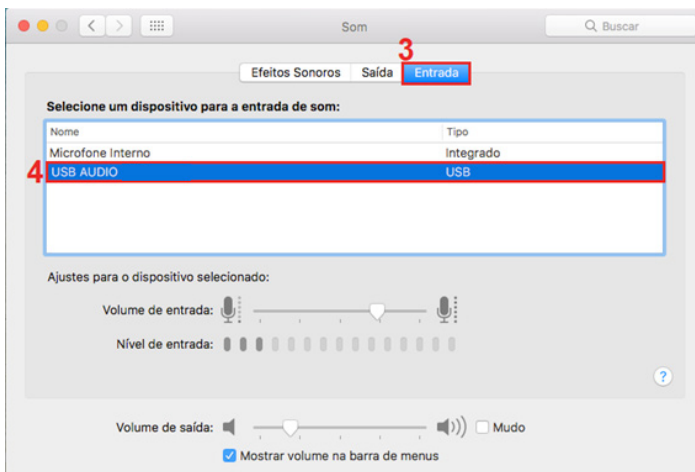 Som
Buscar
3
Efeitos Sonoros Saída Entrada
Selecione um dispositivo para a entrada de som:
Nome Tipo
Microfone Interno Integrado
4 USB AUDIO USB
Ajustes para o dispositivo selecionado:
Volume de entrada:
Nível de entrada:
?
Volume de saída: Mudo
Mostrar volume na barra de menus